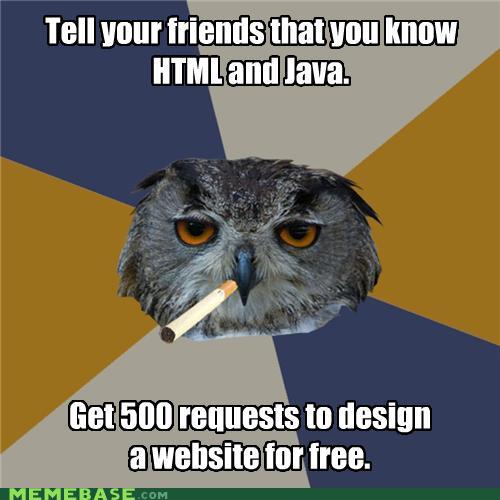 Tell your friends that you know
HTML and Java.
Get 500 requests to design
a website for free.
MEMEBASE.COM